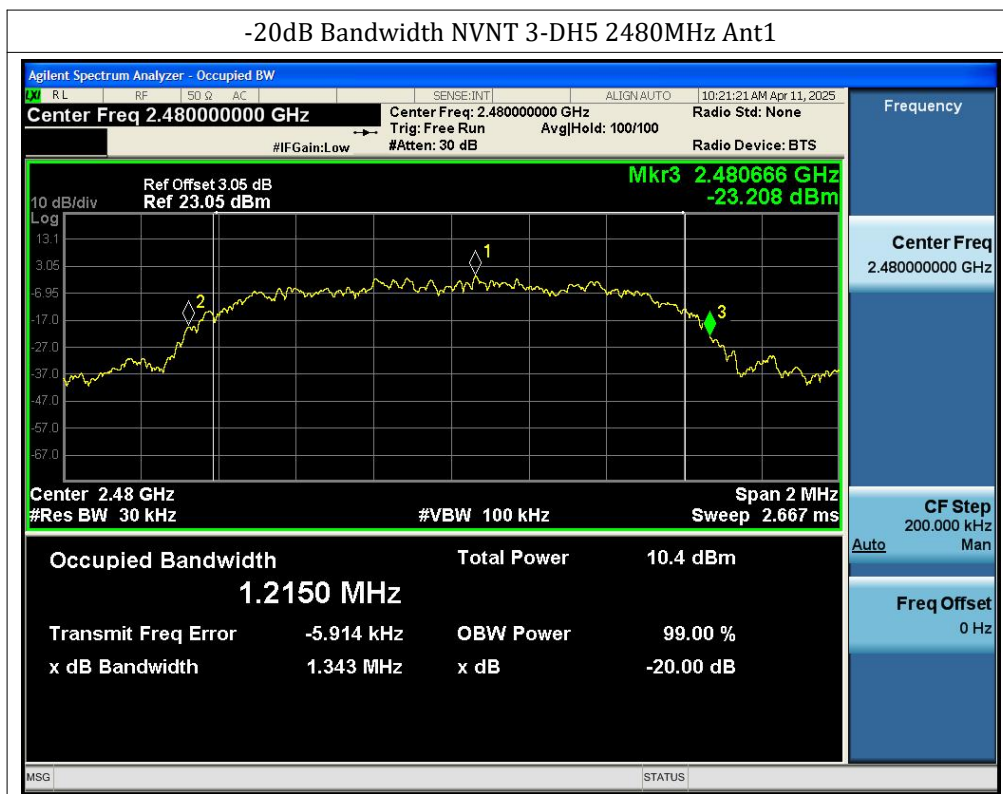 -20dB Bandwidth NVNT 3-DH5 2480MHz Ant1
Agilent Spectrum Analyzer - Occupied BW
LXI RL RF 50 Ω AC SENSE:INT ALIGN AUTO 10:21:21 AM Apr 11, 2025
Center Freq 2.480000000 GHz
Center Freq: 2.480000000 GHz Radio Std: None
Trig: Free Run Avg|Hold: 100/100
#IFGain:Low #Atten: 30 dB Radio Device: BTS
Frequency
Mkr3 2.480666 GHz
-23.208 dBm
Ref Offset 3.05 dB
10 dB/div Ref 23.05 dBm
Log
13.1
3.05
-6.95
-17.0
-27.0
-37.0
-47.0
-57.0
-67.0
1
2
3
Center 2.48 GHz Span 2 MHz
#Res BW 30 kHz #VBW 100 kHz Sweep 2.667 ms
Occupied Bandwidth Total Power 10.4 dBm
1.2150 MHz
Transmit Freq Error -5.914 kHz OBW Power 99.00 %
x dB Bandwidth 1.343 MHz x dB -20.00 dB
Center Freq
2.480000000 GHz
CF Step
200.000 kHz
Auto Man
Freq Offset
0 Hz
MSG STATUS